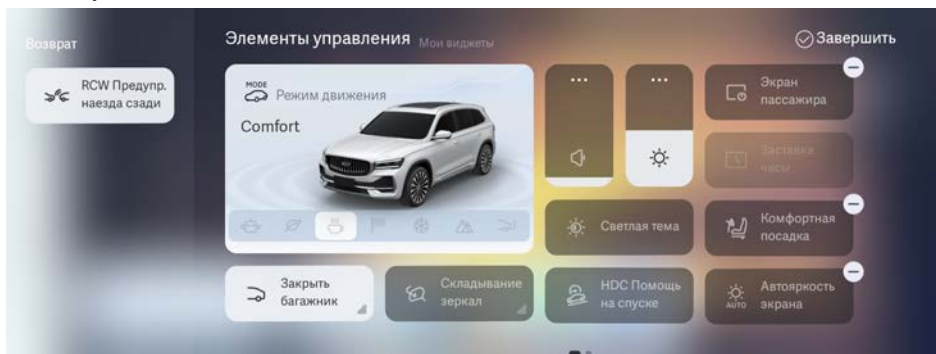 Возврат
RCW Предупр.
наезда сзади
Элементы управления Мои виджеты
Завершить
MODE
Режим движения
Comfort
Экран
пассажира
Заставка
часы
Светлая тема
Комфортная
посадка
Закрыть
багажник
Складывание
зеркал
HDC Помощь
на спуске
AUTO
Автояркость
экрана